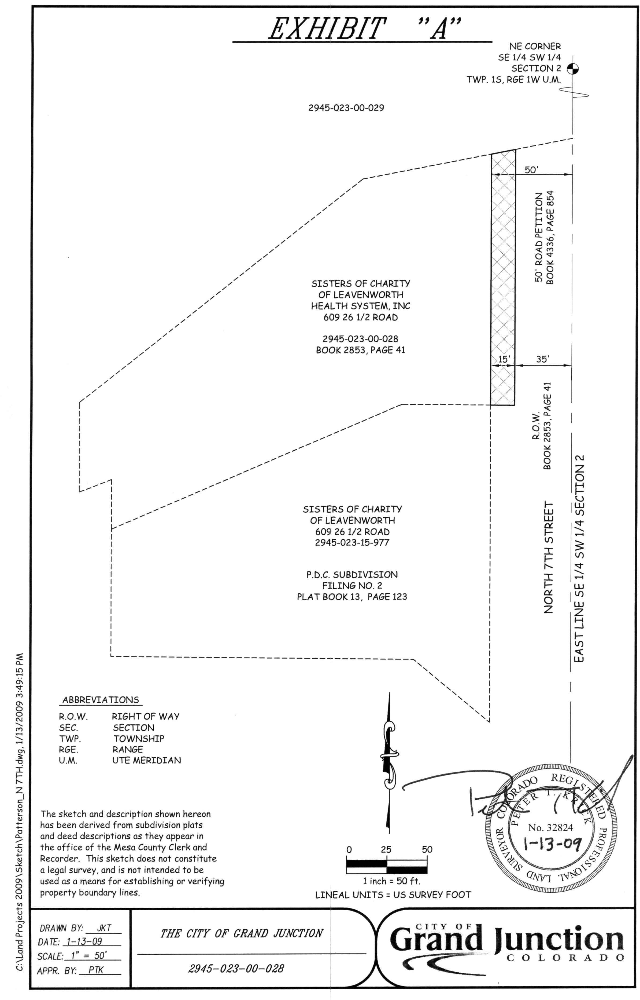 EXHIBIT "A"
NE CORNER
SE 1/4 SW 1/4
SECTION 2
TWP. 1S, RGE 1W U.M.
2945-023-00-029
50'
50' ROAD PETITION
BOOK 4336, PAGE 854
SISTERS OF CHARITY
OF LEAVENWORTH
HEALTH SYSTEM, INC
609 26 1/2 ROAD
2945-023-00-028
BOOK 2853, PAGE 41
15'
35'
R.O.W.
BOOK 2853, PAGE 41
NORTH 7TH STREET
EAST LINE SE 1/4 SW 1/4 SECTION 2
SISTERS OF CHARITY
OF LEAVENWORTH
609 26 1/2 ROAD
2945-023-15-977
P.D.C. SUBDIVISION
FILING NO. 2
PLAT BOOK 13, PAGE 123
ABBREVIATIONS
R.O.W. RIGHT OF WAY
SEC. SECTION
TWP. TOWNSHIP
RGE. RANGE
U.M. UTE MERIDIAN
The sketch and description shown hereon
has been derived from subdivision plats
and deed descriptions as they appear in
the office of the Mesa County Clerk and
Recorder. This sketch does not constitute
a legal survey, and is not intended to be
used as a means for establishing or verifying
property boundary lines.
0 25 50
1 inch = 50 ft.
LINEAL UNITS = US SURVEY FOOT
COLORADO REGISTERED
PROFESSIONAL LAND SURVEYOR
PETER T. KRICK
No. 32824
1-13-09
C:\Land Projects 2009\Sketch\Patterson_N 7TH.dwg, 1/13/2009 3:49:15 PM
DRAWN BY: JKT
DATE: 1-13-09
SCALE: 1" = 50'
APPR. BY: PTK
THE CITY OF GRAND JUNCTION
2945-023-00-028
CITY OF
Grand Junction
COLORADO